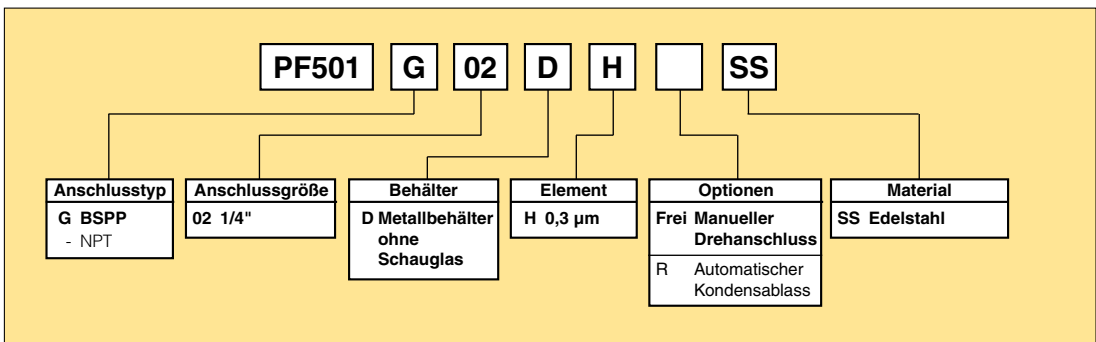 PF501 G 02 D H SS
Anschlusstyp
G BSPP
- NPT
Anschlussgröße
02 1/4"
Behälter
D Metallbehälter
ohne
Schauglas
Element
H 0,3 µm
Optionen
Frei Manueller
Drehanschluss
R Automatischer
Kondensablass
Material
SS Edelstahl